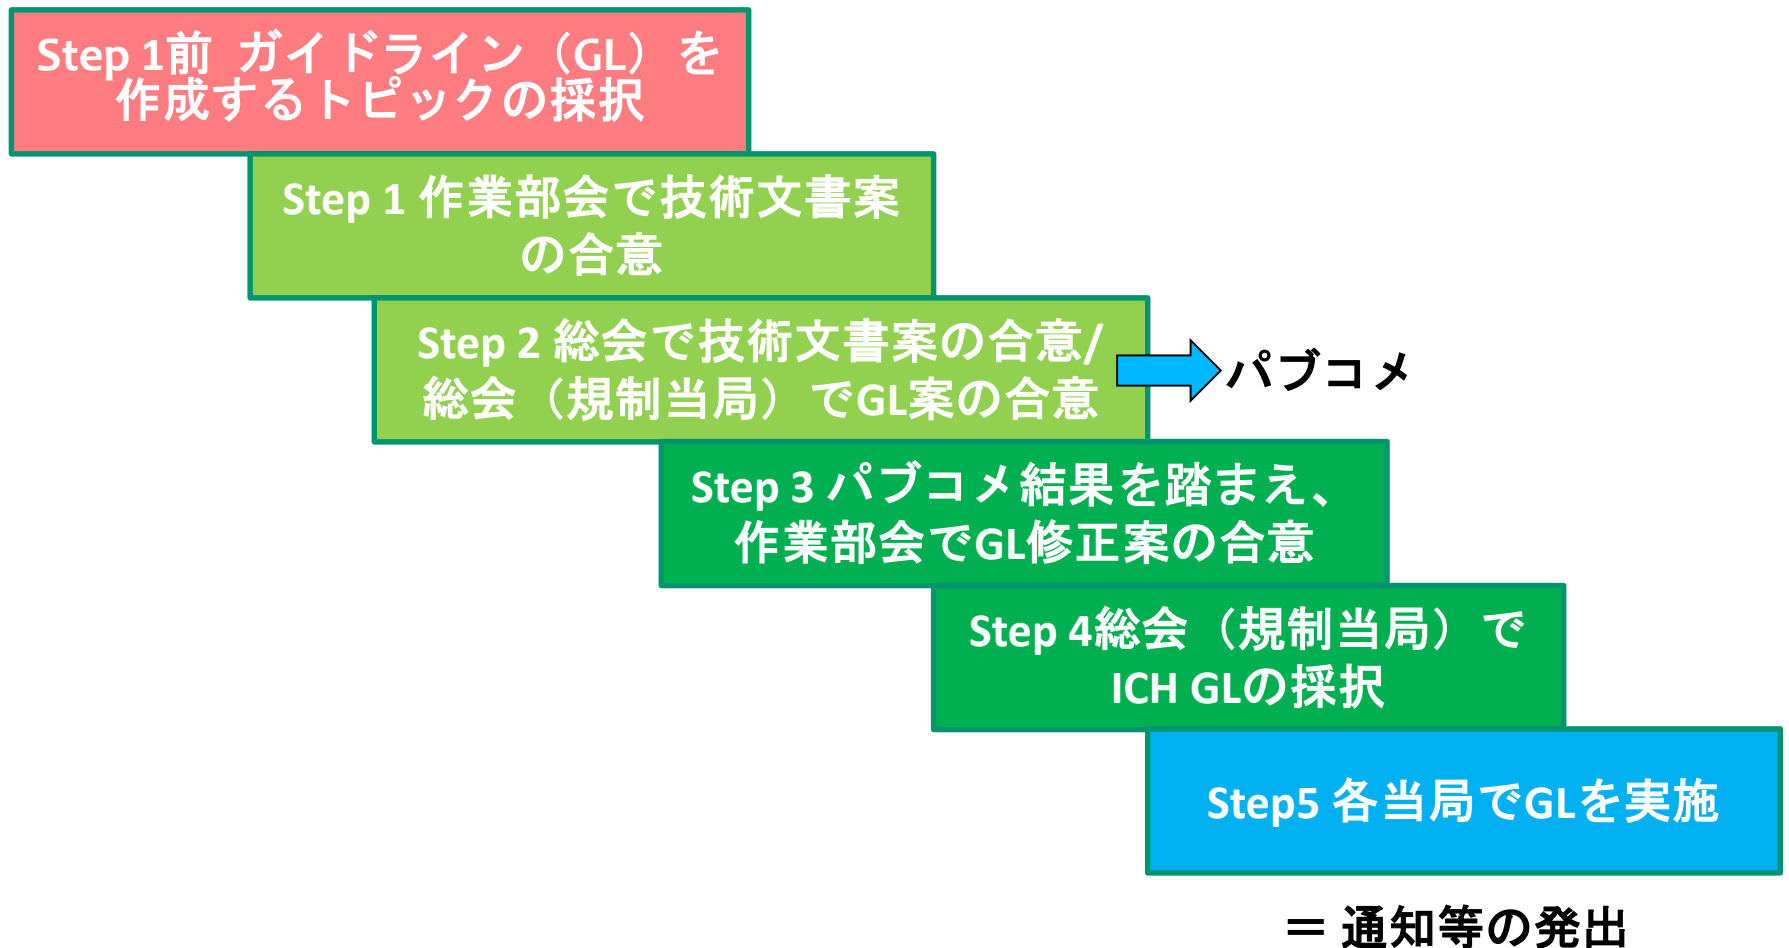 Step 1前 ガイドライン（GL）を
作成するトピックの採択
Step 1 作業部会で技術文書案
の合意
Step 2 総会で技術文書案の合意/
総会（規制当局）でGL案の合意
パブコメ
Step 3 パブコメ結果を踏まえ、
作業部会でGL修正案の合意
Step 4総会（規制当局）で
ICH GLの採択
Step5 各当局でGLを実施
＝ 通知等の発出